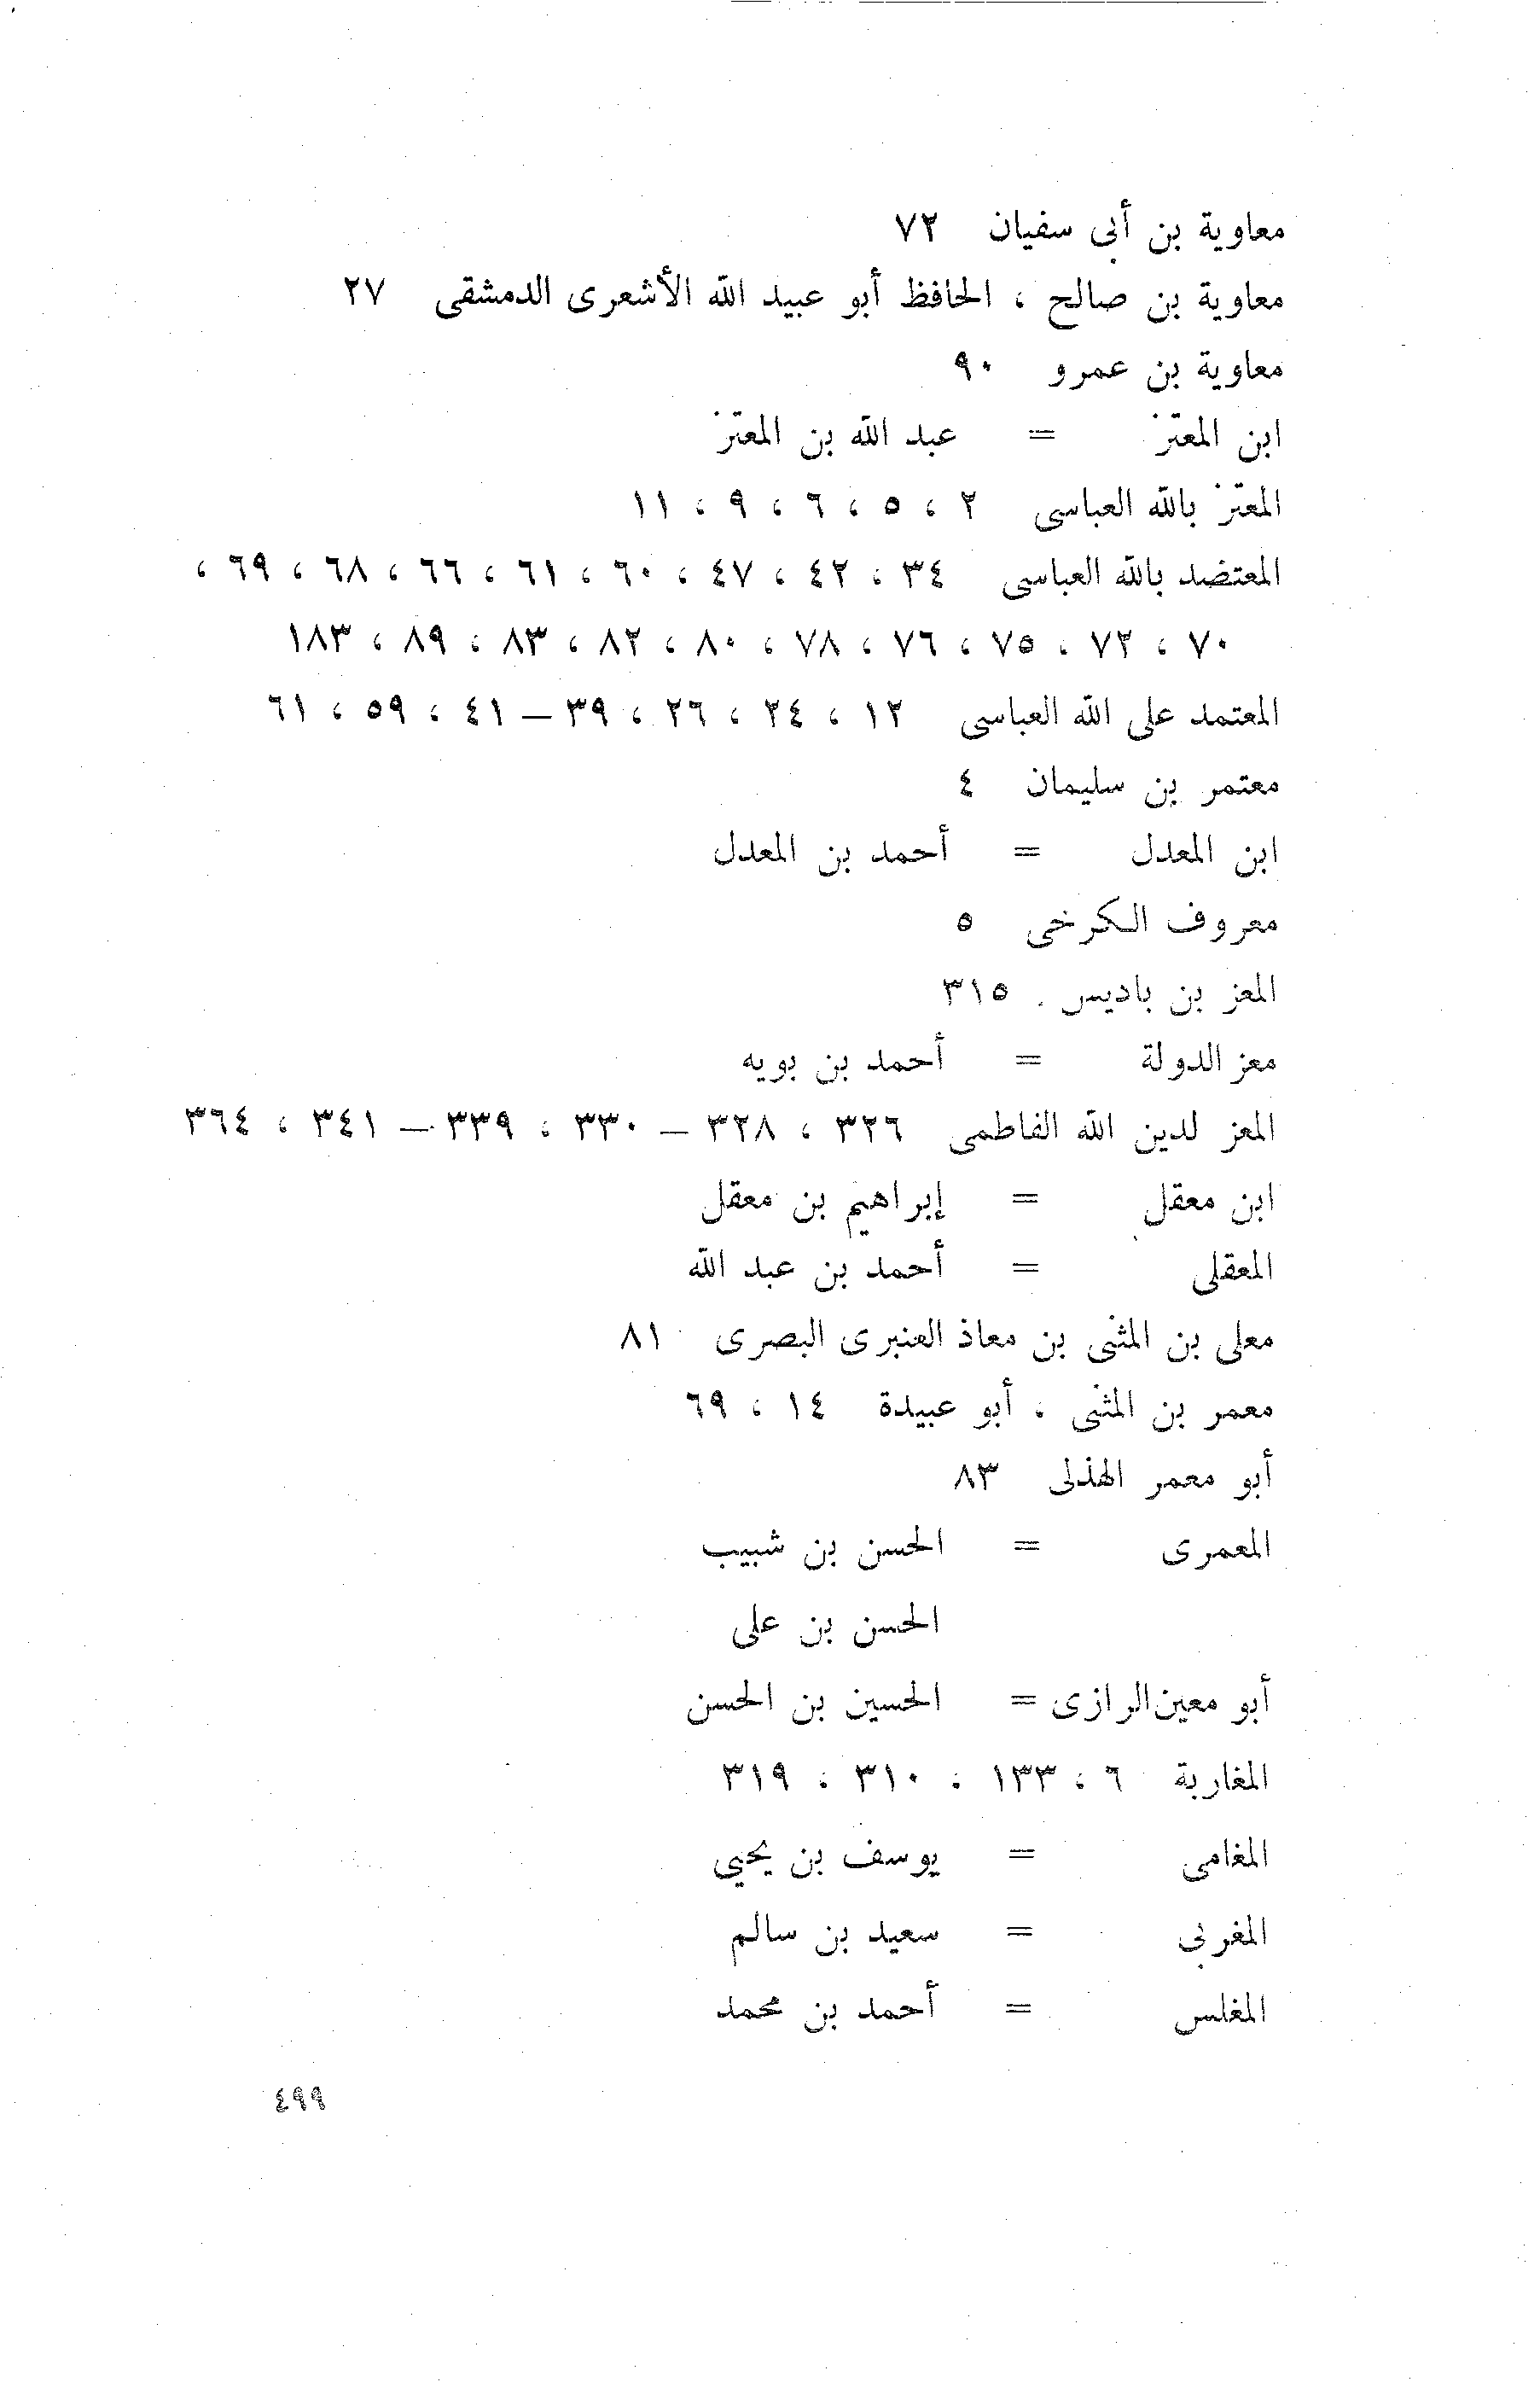 معاوية بن أبى سفيان ٧٢
معاوية بن صالح ، الحافظ أبو عبيد الله الأشعرى الدمشقى ٢٧
معاوية بن عمرو ٩٠
ابن المعتز = عبد الله بن المعتز
المعتز بالله العباسى ٢ ، ٥ ، ٦ ، ٩ ، ١١
المعتضد بالله العباسى ٣٤ ، ٤٢ ، ٤٧ ، ٦٠ ، ٦١ ، ٦٦ ، ٦٨ ، ٦٩ ،
٧٠ ، ٧٢ ، ٧٥ ، ٧٦ ، ٧٨ ، ٨٠ ، ٨٢ ، ٨٣ ، ٨٩ ، ١٨٣
المعتمد على الله العباسى ١٢ ، ٢٤ ، ٢٦ ، ٣٩ – ٤١ ، ٥٩ ، ٦١
معتمر بن سليمان ٤
ابن المعدل = أحمد بن المعدل
معروف الكرخى ٥
المعز بن باديس ٣١٥
معز الدولة = أحمد بن بويه
المعز لدين الله الفاطمى ٣٢٦ ، ٣٢٨ – ٣٣٠ ، ٣٣٩ – ٣٤١ ، ٣٦٤
ابن معقل = إبراهيم بن معقل
المعقلى = أحمد بن عبد الله
معلى بن المثنى بن معاذ العنبرى البصرى ٨١
معمر بن المثنى ، أبو عبيدة ١٤ ، ٦٩
أبو معمر الهذلى ٨٣
المعمرى = الحسن بن شبيب
الحسن بن على
أبو معين الرازى = الحسين بن الحسن
المغاربة ٦ ، ١٣٣ ، ٣١٠ ، ٣١٩
المغامى = يوسف بن يحيى
المغربى = سعيد بن سالم
المغلس = أحمد بن محمد
٤٩٩